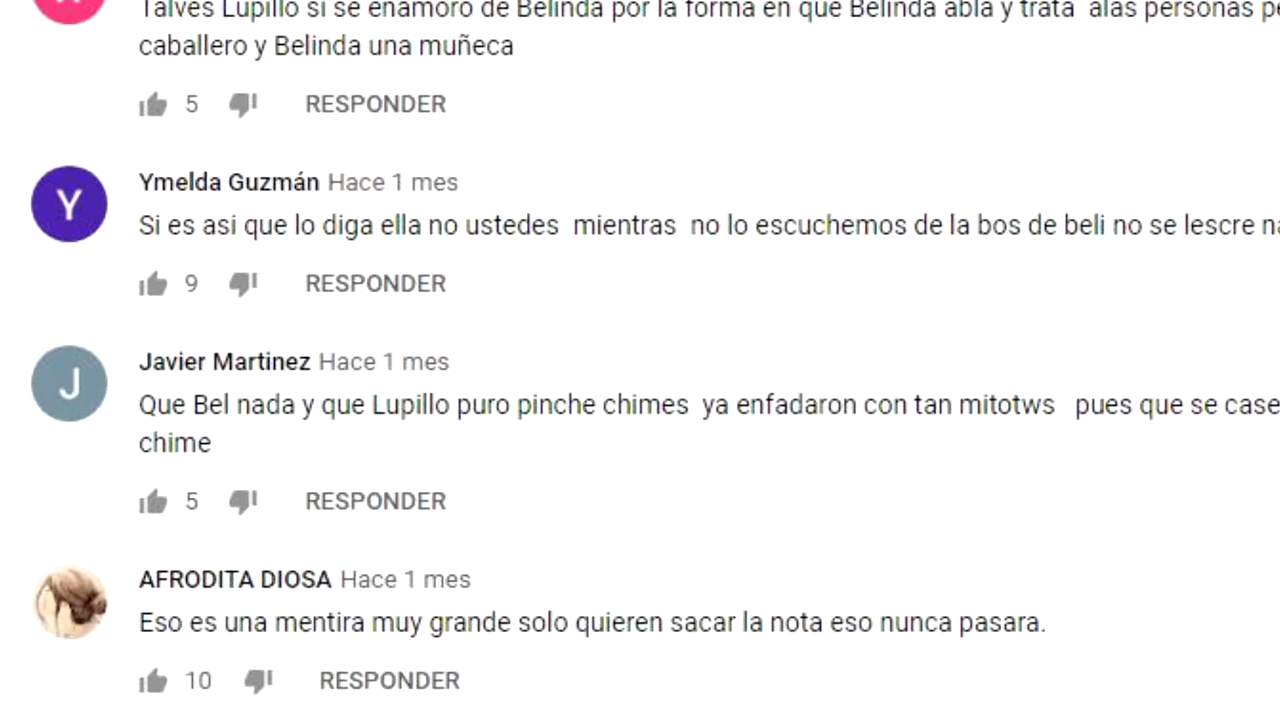 Talves Lupillo si se enamoro de Belinda por la forma en que Belinda abla y trata alas personas
caballero y Belinda una muñeca
5 RESPONDER
Y
Ymelda Guzmán Hace 1 mes
Si es asi que lo diga ella no ustedes mientras no lo escuchemos de la bos de beli no se lescre
9 RESPONDER
J
Javier Martinez Hace 1 mes
Que Bel nada y que Lupillo puro pinche chimes ya enfadaron con tan mitotws pues que se case
chime
5 RESPONDER
AFRODITA DIOSA Hace 1 mes
Eso es una mentira muy grande solo quieren sacar la nota eso nunca pasara.
10 RESPONDER